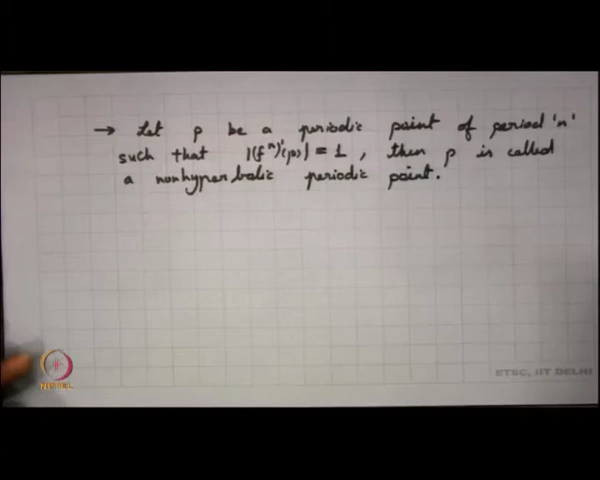 → Let p be a periodic point of period 'n'
such that |(fⁿ)'(p)| = 1, then p is called
a nonhyperbolic periodic point.
NPTEL
ETSC, IIT DELHI